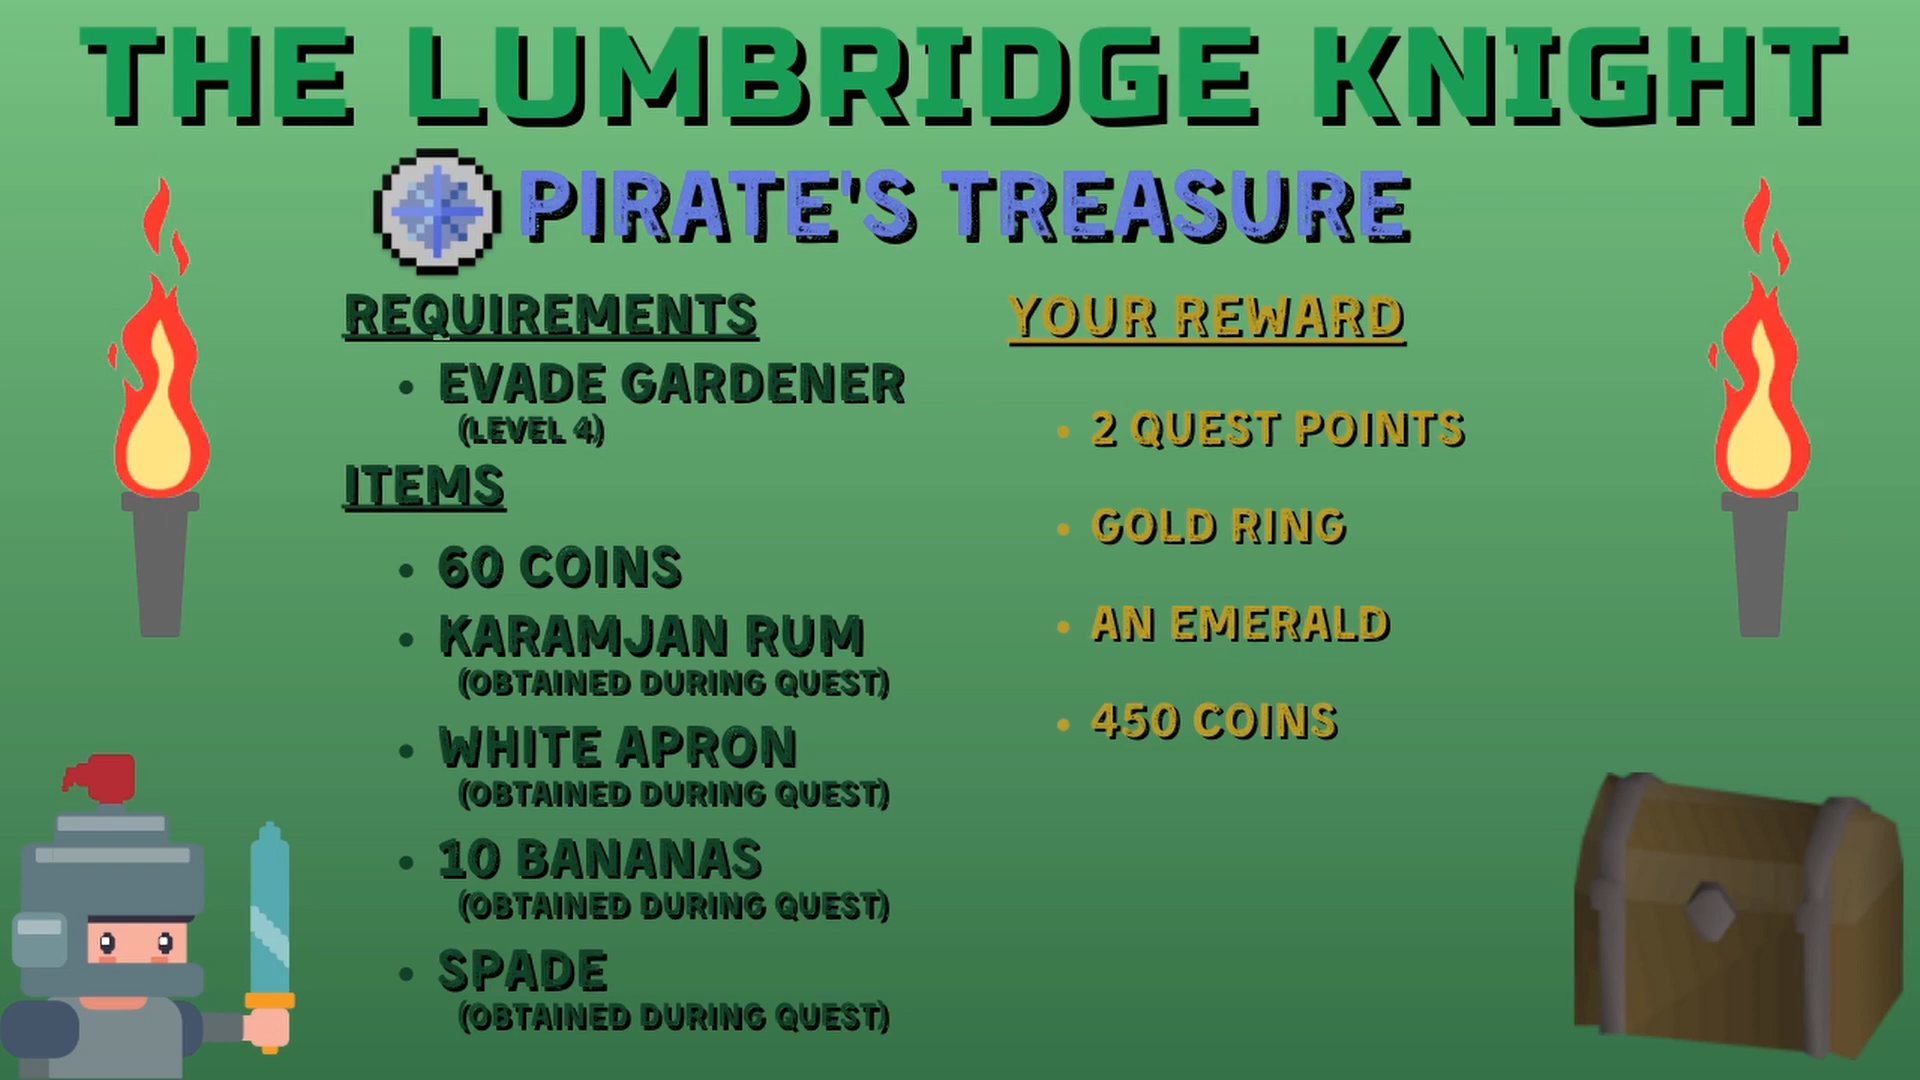 THE LUMBRIDGE KNIGHT
PIRATE'S TREASURE
REQUIREMENTS
• EVADE GARDENER
(LEVEL 4)
ITEMS
• 60 COINS
• KARAMJAN RUM
(OBTAINED DURING QUEST)
• WHITE APRON
(OBTAINED DURING QUEST)
• 10 BANANAS
(OBTAINED DURING QUEST)
• SPADE
(OBTAINED DURING QUEST)
YOUR REWARD
• 2 QUEST POINTS
• GOLD RING
• AN EMERALD
• 450 COINS